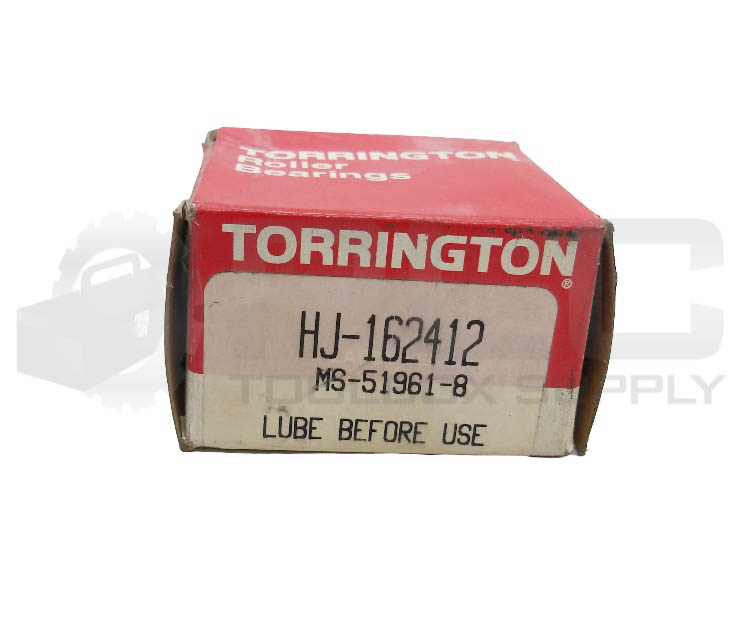 TORRINGTON
Roller
Bearings
TORRINGTON®
HJ-162412
MS-51961-8
TOOLBOX SUPPLY
LUBE BEFORE USE